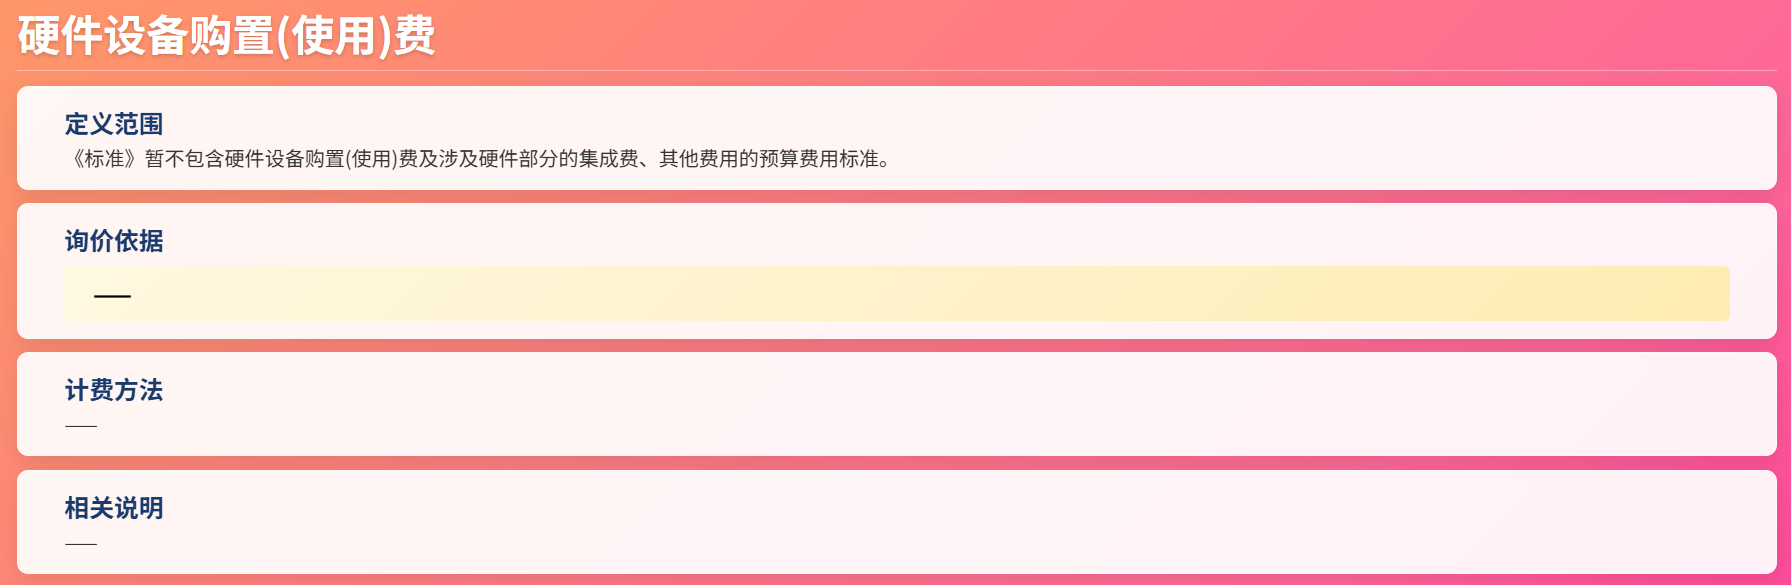 硬件设备购置(使用)费
定义范围
《标准》暂不包含硬件设备购置(使用)费及涉及硬件部分的集成费、其他费用的预算费用标准。
询价依据
——
计费方法
——
相关说明
——